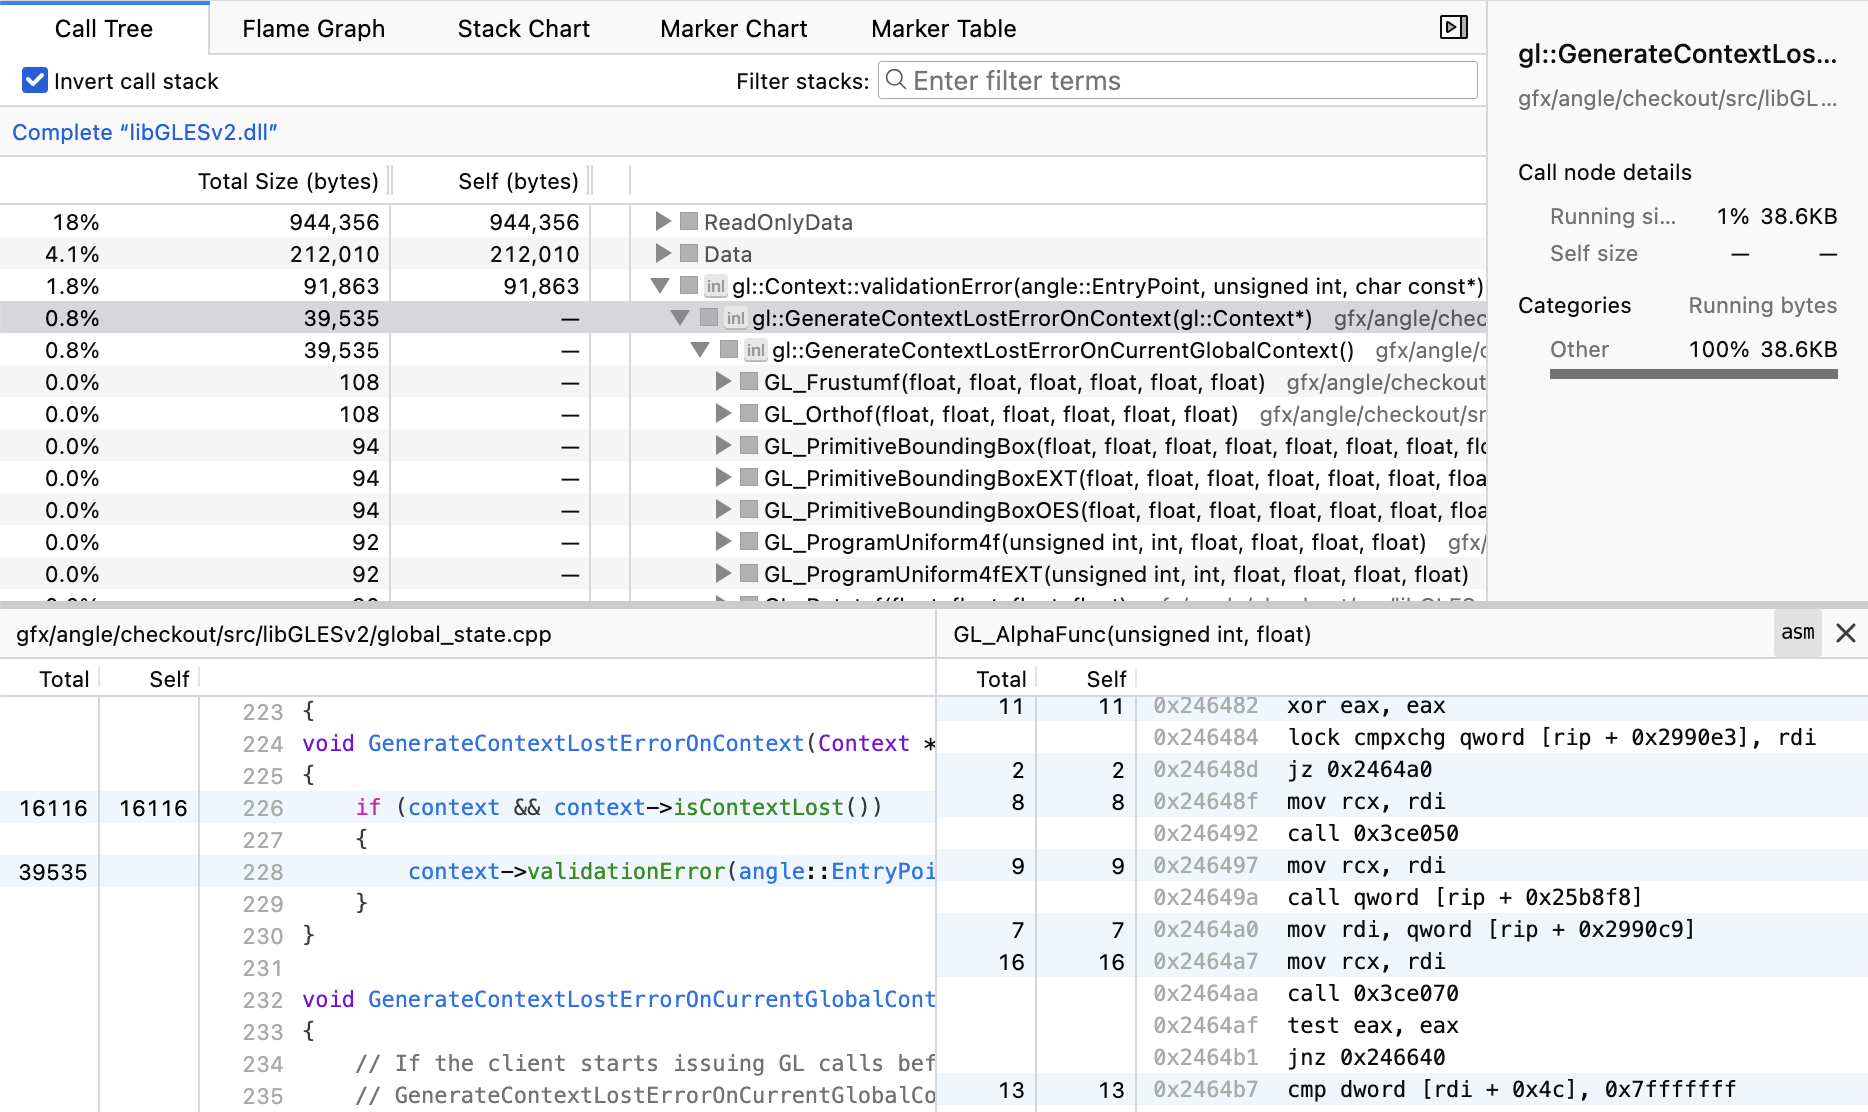 Call Tree
Flame Graph
Stack Chart
Marker Chart
Marker Table
Invert call stack
Filter stacks:
Enter filter terms
Complete “libGLESv2.dll”
Total Size (bytes) Self (bytes)
18% 944,356 944,356 ReadOnlyData
4.1% 212,010 212,010 Data
1.8% 91,863 91,863 inl gl::Context::validationError(angle::EntryPoint, unsigned int, char const*)
0.8% 39,535 — inl gl::GenerateContextLostErrorOnContext(gl::Context*) gfx/angle/chec
0.8% 39,535 — inl gl::GenerateContextLostErrorOnCurrentGlobalContext() gfx/angle/c
0.0% 108 — GL_Frustumf(float, float, float, float, float, float) gfx/angle/checkout
0.0% 108 — GL_Orthof(float, float, float, float, float, float) gfx/angle/checkout/sr
0.0% 94 — GL_PrimitiveBoundingBox(float, float, float, float, float, float, flo
0.0% 94 — GL_PrimitiveBoundingBoxEXT(float, float, float, float, float, floa
0.0% 94 — GL_PrimitiveBoundingBoxOES(float, float, float, float, float, floa
0.0% 92 — GL_ProgramUniform4f(unsigned int, int, float, float, float, float) gfx/
0.0% 92 — GL_ProgramUniform4fEXT(unsigned int, int, float, float, float, float)
gl::GenerateContextLos...
gfx/angle/checkout/src/libGL...
Call node details
Running si... 1% 38.6KB
Self size — —
Categories Running bytes
Other 100% 38.6KB
gfx/angle/checkout/src/libGLESv2/global_state.cpp
Total Self
223 {
224 void GenerateContextLostErrorOnContext(Context *
225 {
16116 16116 226 if (context && context->isContextLost())
227 {
39535 228 context->validationError(angle::EntryPoi
229 }
230 }
231
232 void GenerateContextLostErrorOnCurrentGlobalCont
233 {
234 // If the client starts issuing GL calls bef
235 // GenerateContextLostErrorOnCurrentGlobalCo
GL_AlphaFunc(unsigned int, float)
asm
Total Self
11 11 0x246482 xor eax, eax
0x246484 lock cmpxchg qword [rip + 0x2990e3], rdi
2 2 0x24648d jz 0x2464a0
8 8 0x24648f mov rcx, rdi
0x246492 call 0x3ce050
9 9 0x246497 mov rcx, rdi
0x24649a call qword [rip + 0x25b8f8]
7 7 0x2464a0 mov rdi, qword [rip + 0x2990c9]
16 16 0x2464a7 mov rcx, rdi
0x2464aa call 0x3ce070
0x2464af test eax, eax
0x2464b1 jnz 0x246640
13 13 0x2464b7 cmp dword [rdi + 0x4c], 0x7fffffff